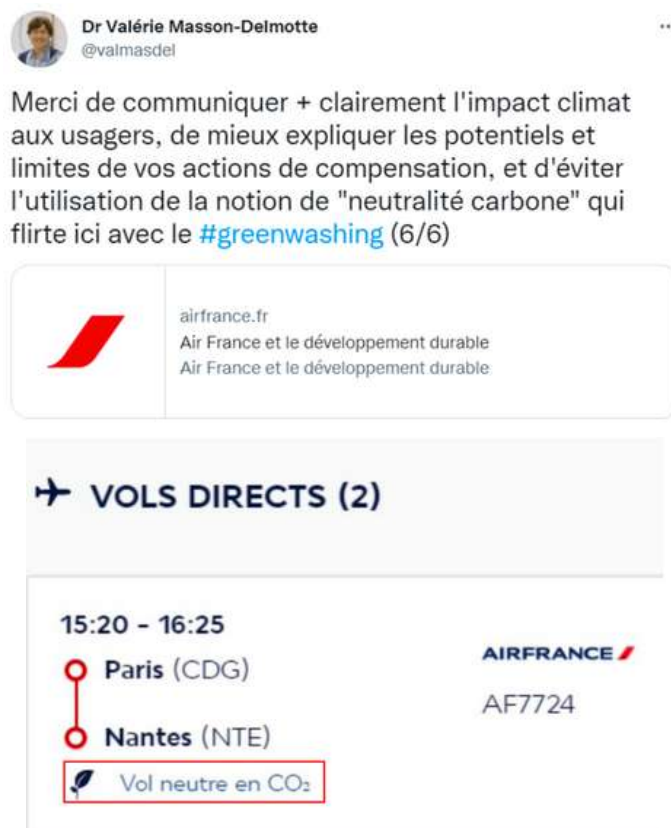 Dr Valérie Masson-Delmotte
@valmasdel
Merci de communiquer + clairement l'impact climat
aux usagers, de mieux expliquer les potentiels et
limites de vos actions de compensation, et d'éviter
l'utilisation de la notion de "neutralité carbone" qui
flirte ici avec le #greenwashing (6/6)
airfrance.fr
Air France et le développement durable
Air France et le développement durable
VOLS DIRECTS (2)
15:20 - 16:25
Paris (CDG)
AIRFRANCE
AF7724
Nantes (NTE)
Vol neutre en CO₂